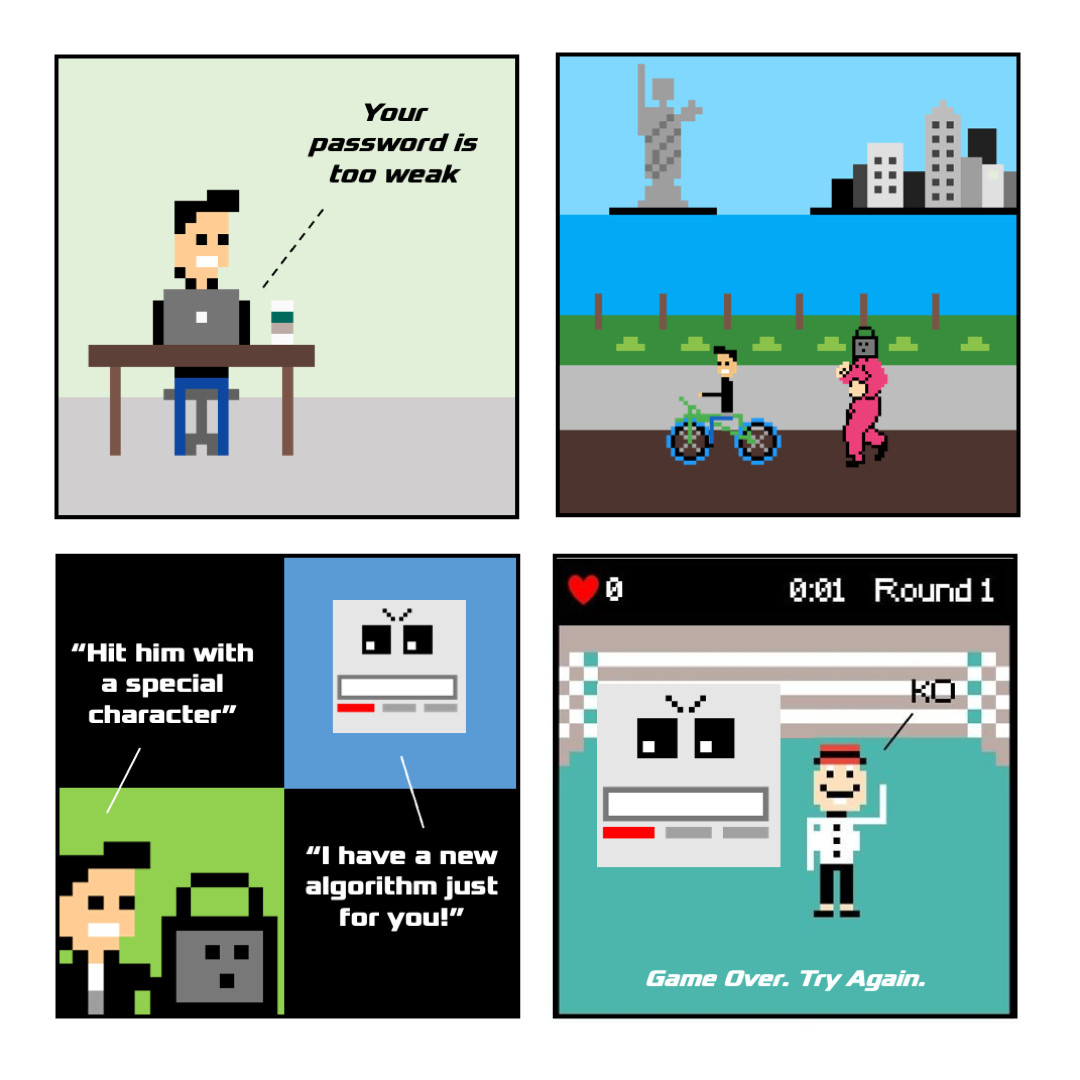 Your
password is
too weak
“Hit him with
a special
character”
“I have a new
algorithm just
for you!”
0
0:01
Round 1
KO
Game Over. Try Again.